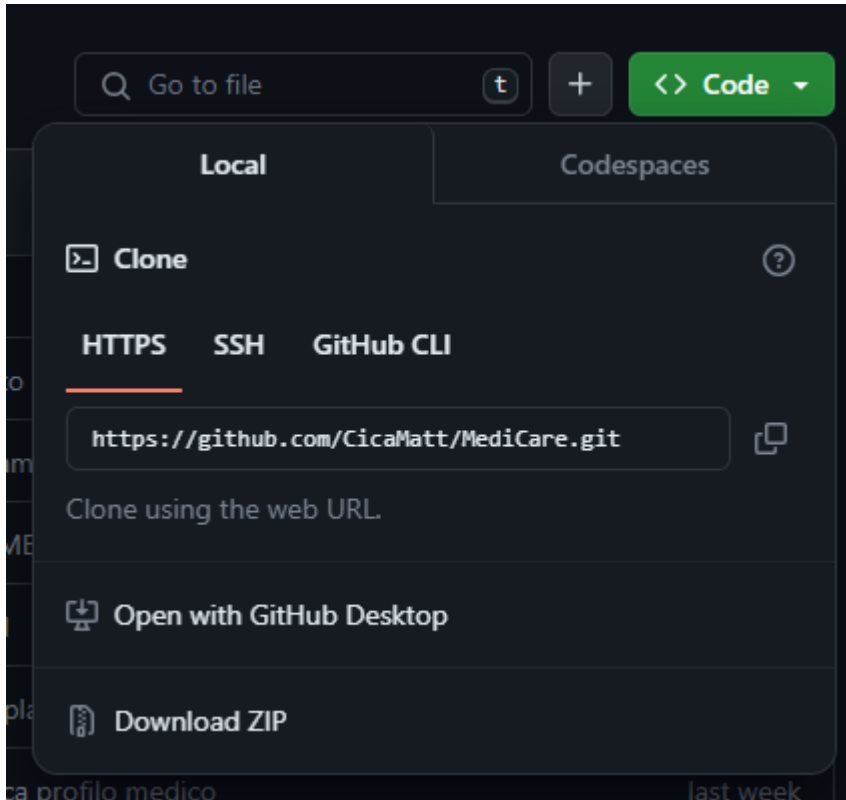 Go to file t + <> Code
Local Codespaces
Clone
HTTPS SSH GitHub CLI
https://github.com/CicaMatt/MediCare.git
Clone using the web URL.
Open with GitHub Desktop
Download ZIP
ca profilo medico last week